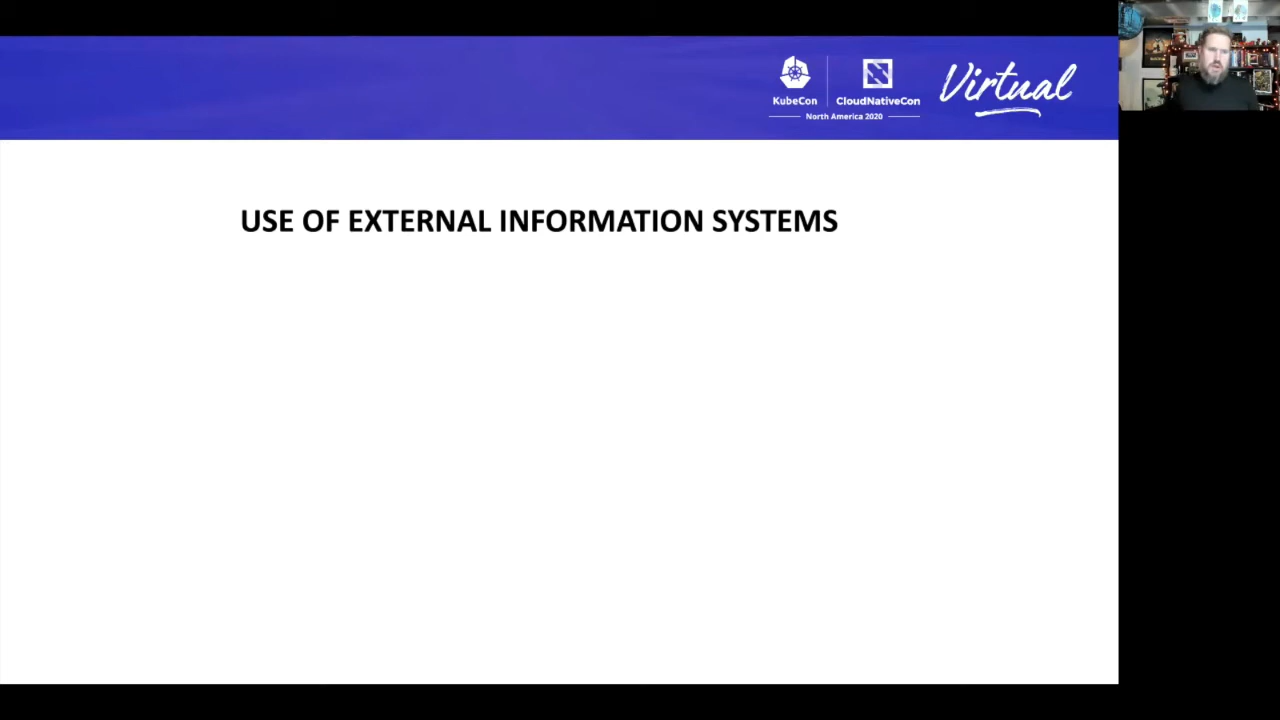 KubeCon
CloudNativeCon
North America 2020
Virtual
USE OF EXTERNAL INFORMATION SYSTEMS